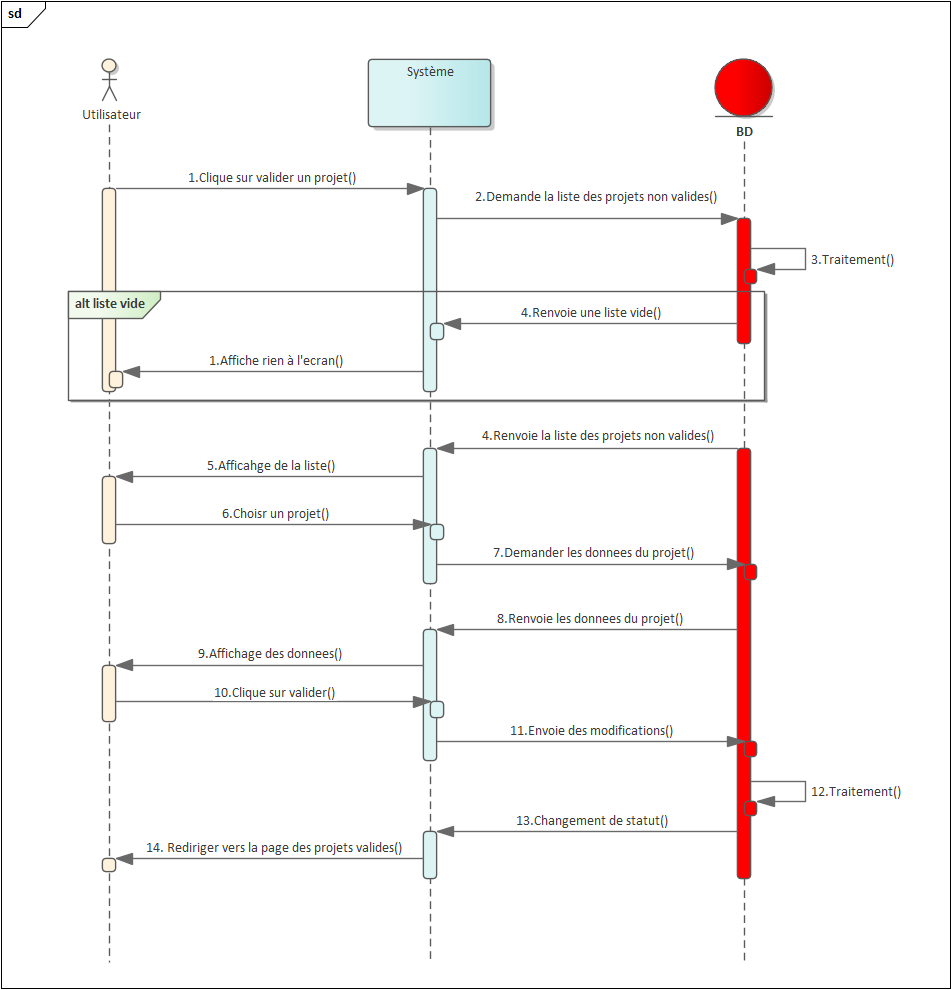 sd
Système
Utilisateur
BD
1.Clique sur valider un projet()
2.Demande la liste des projets non valides()
3.Traitement()
alt liste vide
4.Renvoie une liste vide()
1.Affiche rien à l'ecran()
4.Renvoie la liste des projets non valides()
5.Afficahge de la liste()
6.Choisr un projet()
7.Demander les donnees du projet()
8.Renvoie les donnees du projet()
9.Affichage des donnees()
10.Clique sur valider()
11.Envoie des modifications()
12.Traitement()
13.Changement de statut()
14. Rediriger vers la page des projets valides()